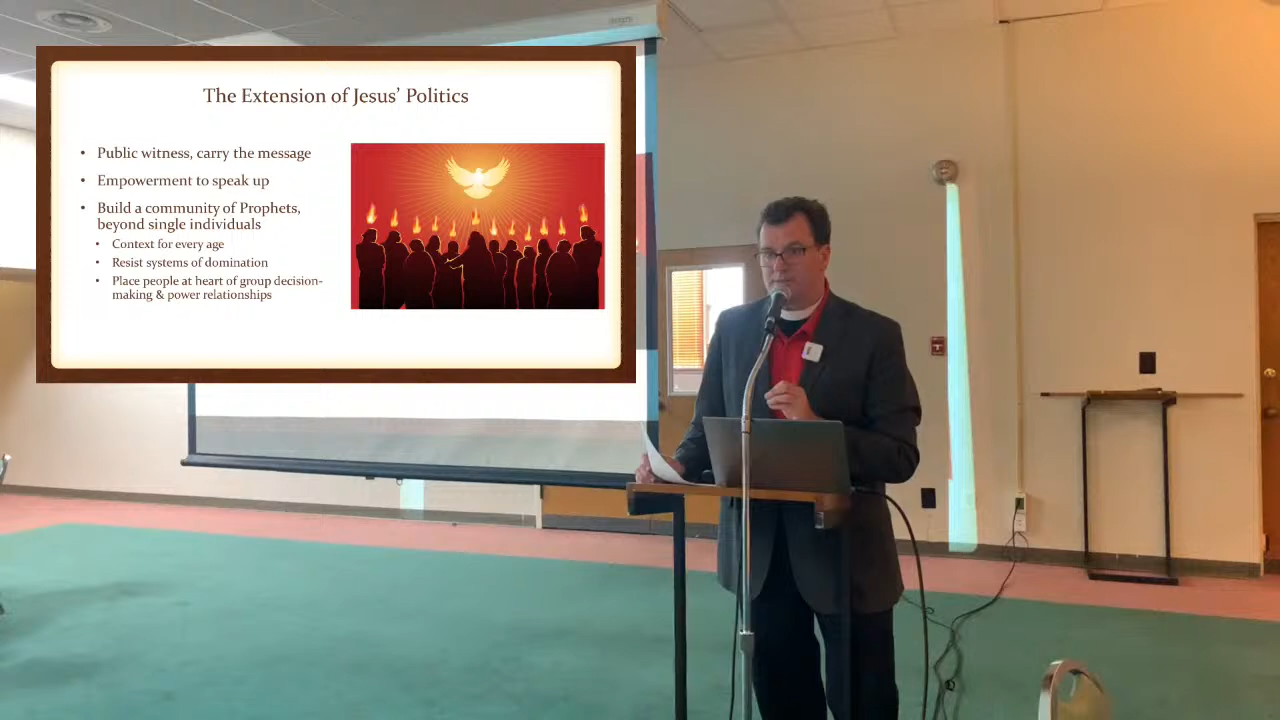 The Extension of Jesus’ Politics
• Public witness, carry the message
• Empowerment to speak up
• Build a community of Prophets,
beyond single individuals
• Context for every age
• Resist systems of domination
• Place people at heart of group decision-
making & power relationships